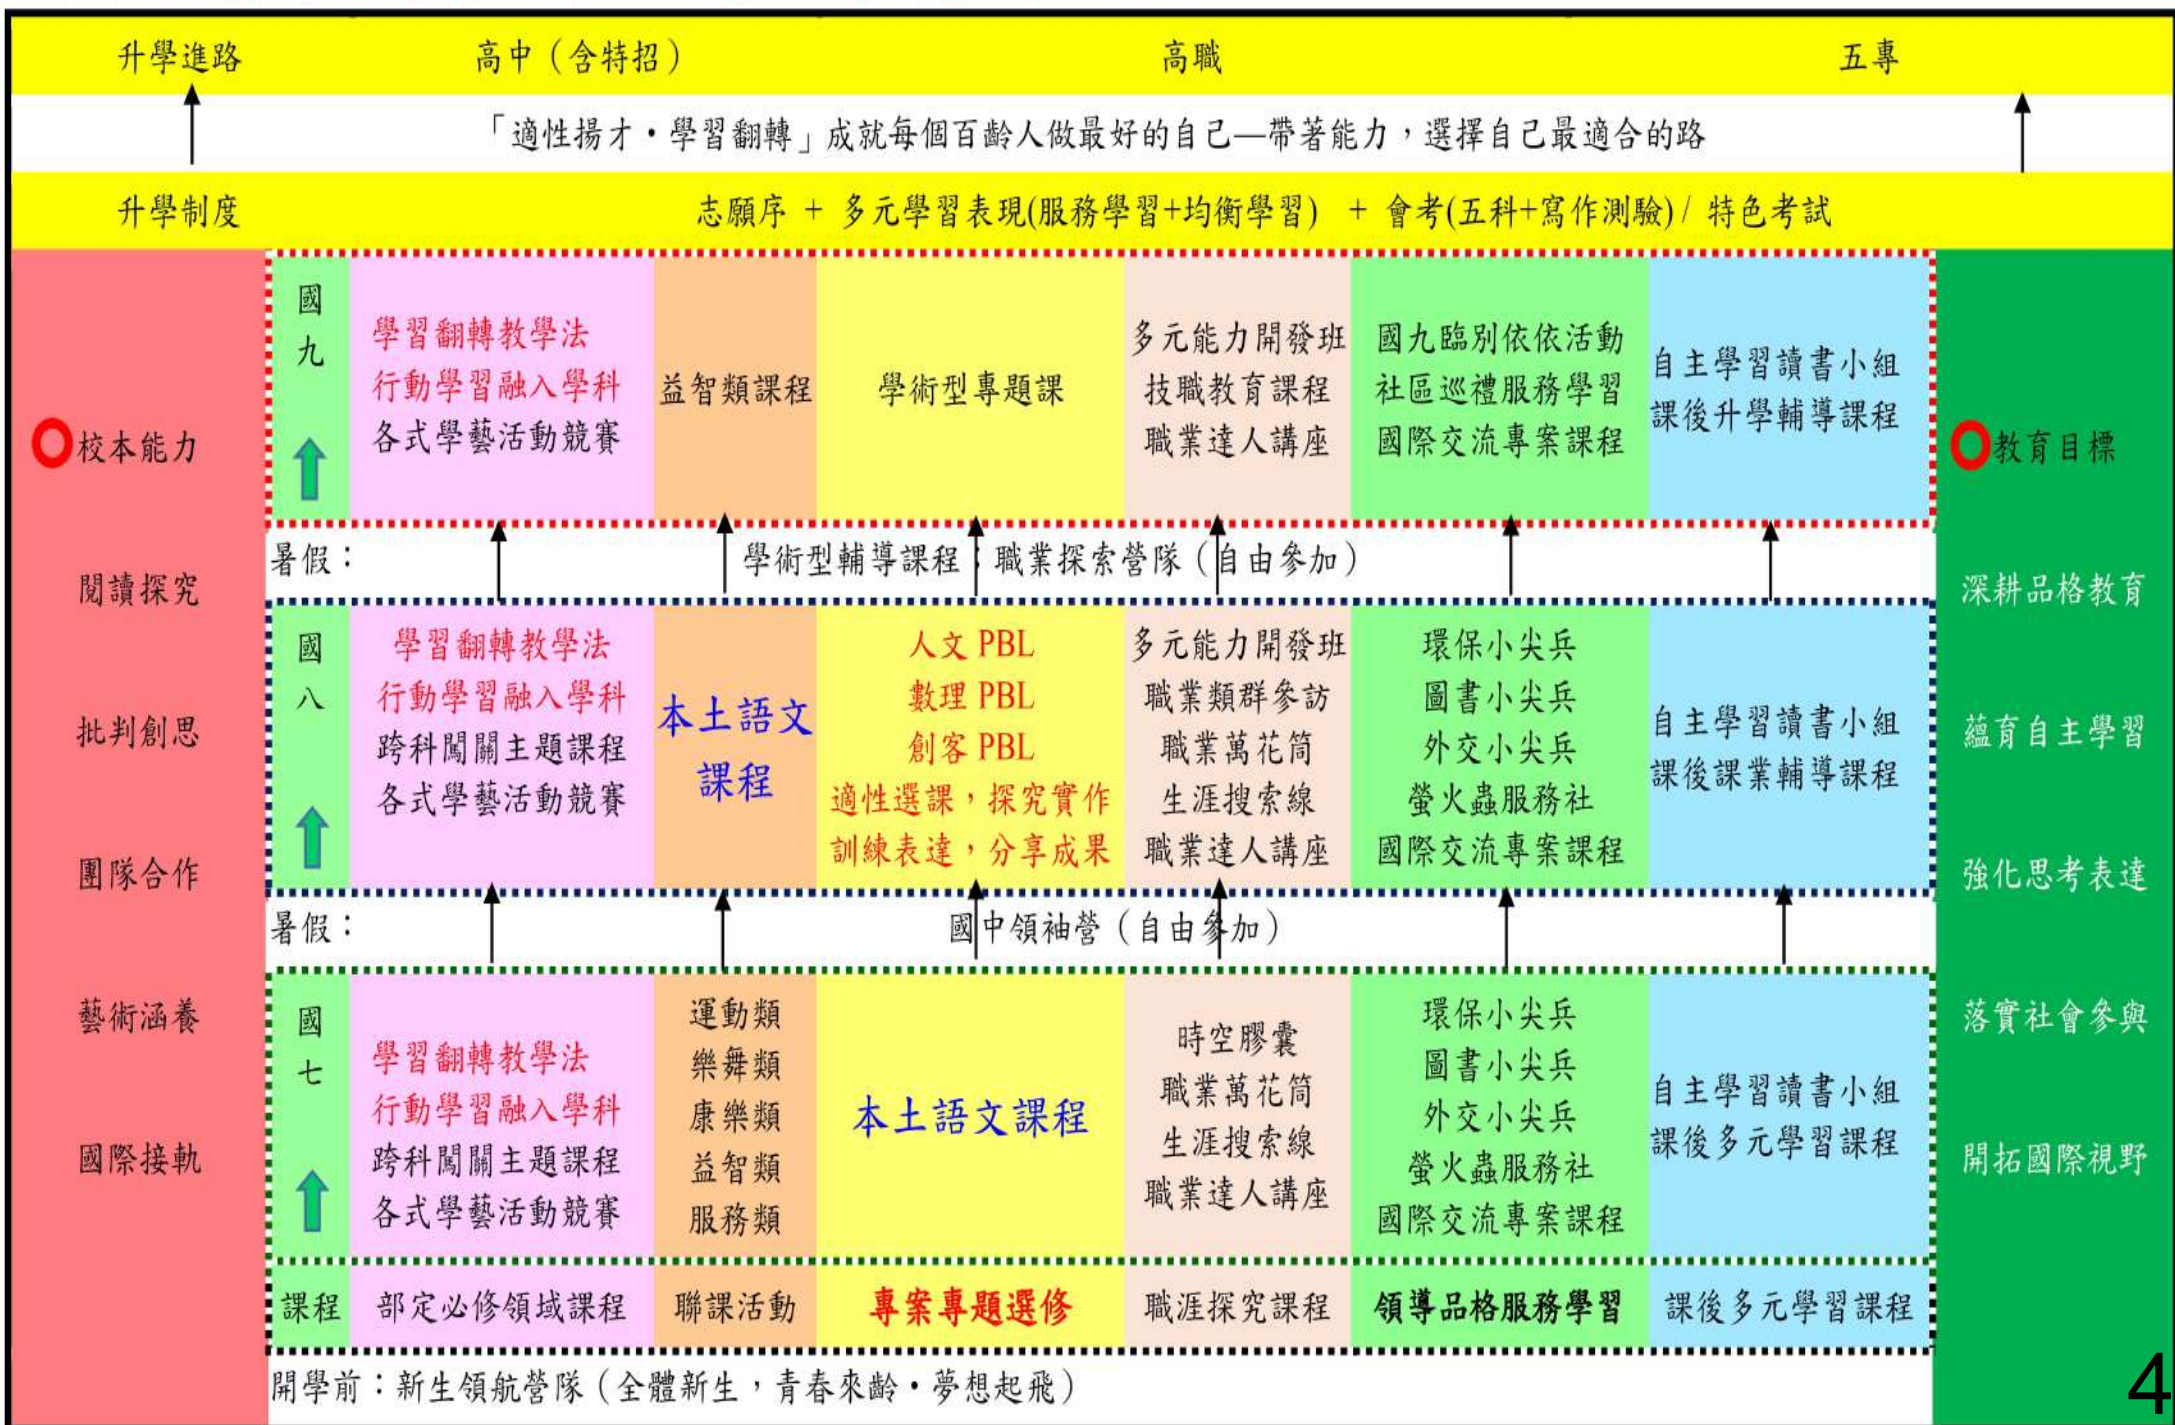 升學進路 高中（含特招） 高職 五專
「適性揚才・學習翻轉」成就每個百齡人做最好的自己—帶著能力，選擇自己最適合的路
升學制度 志願序 + 多元學習表現(服務學習+均衡學習) + 會考(五科+寫作測驗) / 特色考試
校本能力
閱讀探究
批判創思
團隊合作
藝術涵養
國際接軌
國
九
學習翻轉教學法
行動學習融入學科
各式學藝活動競賽
益智類課程
學術型專題課
多元能力開發班
技職教育課程
職業達人講座
國九臨別依依活動
社區巡禮服務學習
國際交流專案課程
自主學習讀書小組
課後升學輔導課程
暑假： 學術型輔導課程；職業探索營隊（自由參加）
國
八
學習翻轉教學法
行動學習融入學科
跨科闖關主題課程
各式學藝活動競賽
本土語文
課程
人文 PBL
數理 PBL
創客 PBL
適性選課，探究實作
訓練表達，分享成果
多元能力開發班
職業類群參訪
職業萬花筒
生涯搜索線
職業達人講座
環保小尖兵
圖書小尖兵
外交小尖兵
螢火蟲服務社
國際交流專案課程
自主學習讀書小組
課後課業輔導課程
暑假： 國中領袖營（自由參加）
國
七
學習翻轉教學法
行動學習融入學科
跨科闖關主題課程
各式學藝活動競賽
運動類
樂舞類
康樂類
益智類
服務類
本土語文課程
時空膠囊
職業萬花筒
生涯搜索線
職業達人講座
環保小尖兵
圖書小尖兵
外交小尖兵
螢火蟲服務社
國際交流專案課程
自主學習讀書小組
課後多元學習課程
課程 部定必修領域課程 聯課活動 專案專題選修 職涯探究課程 領導品格服務學習 課後多元學習課程
開學前：新生領航營隊（全體新生，青春來齡・夢想起飛）
教育目標
深耕品格教育
蘊育自主學習
強化思考表達
落實社會參與
開拓國際視野
4